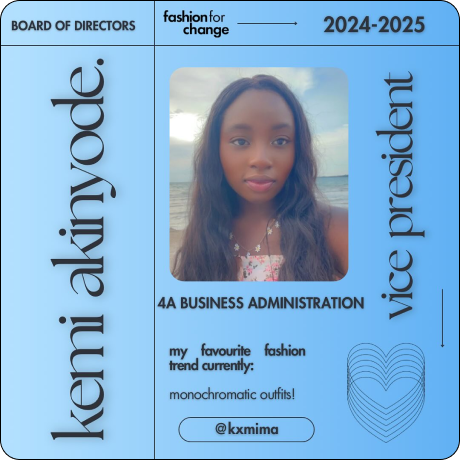 BOARD OF DIRECTORS
fashion for
change
2024-2025
kemi akinyode.
vice president
4A BUSINESS ADMINISTRATION
my favourite fashion
trend currently:
monochromatic outfits!
@kxmima